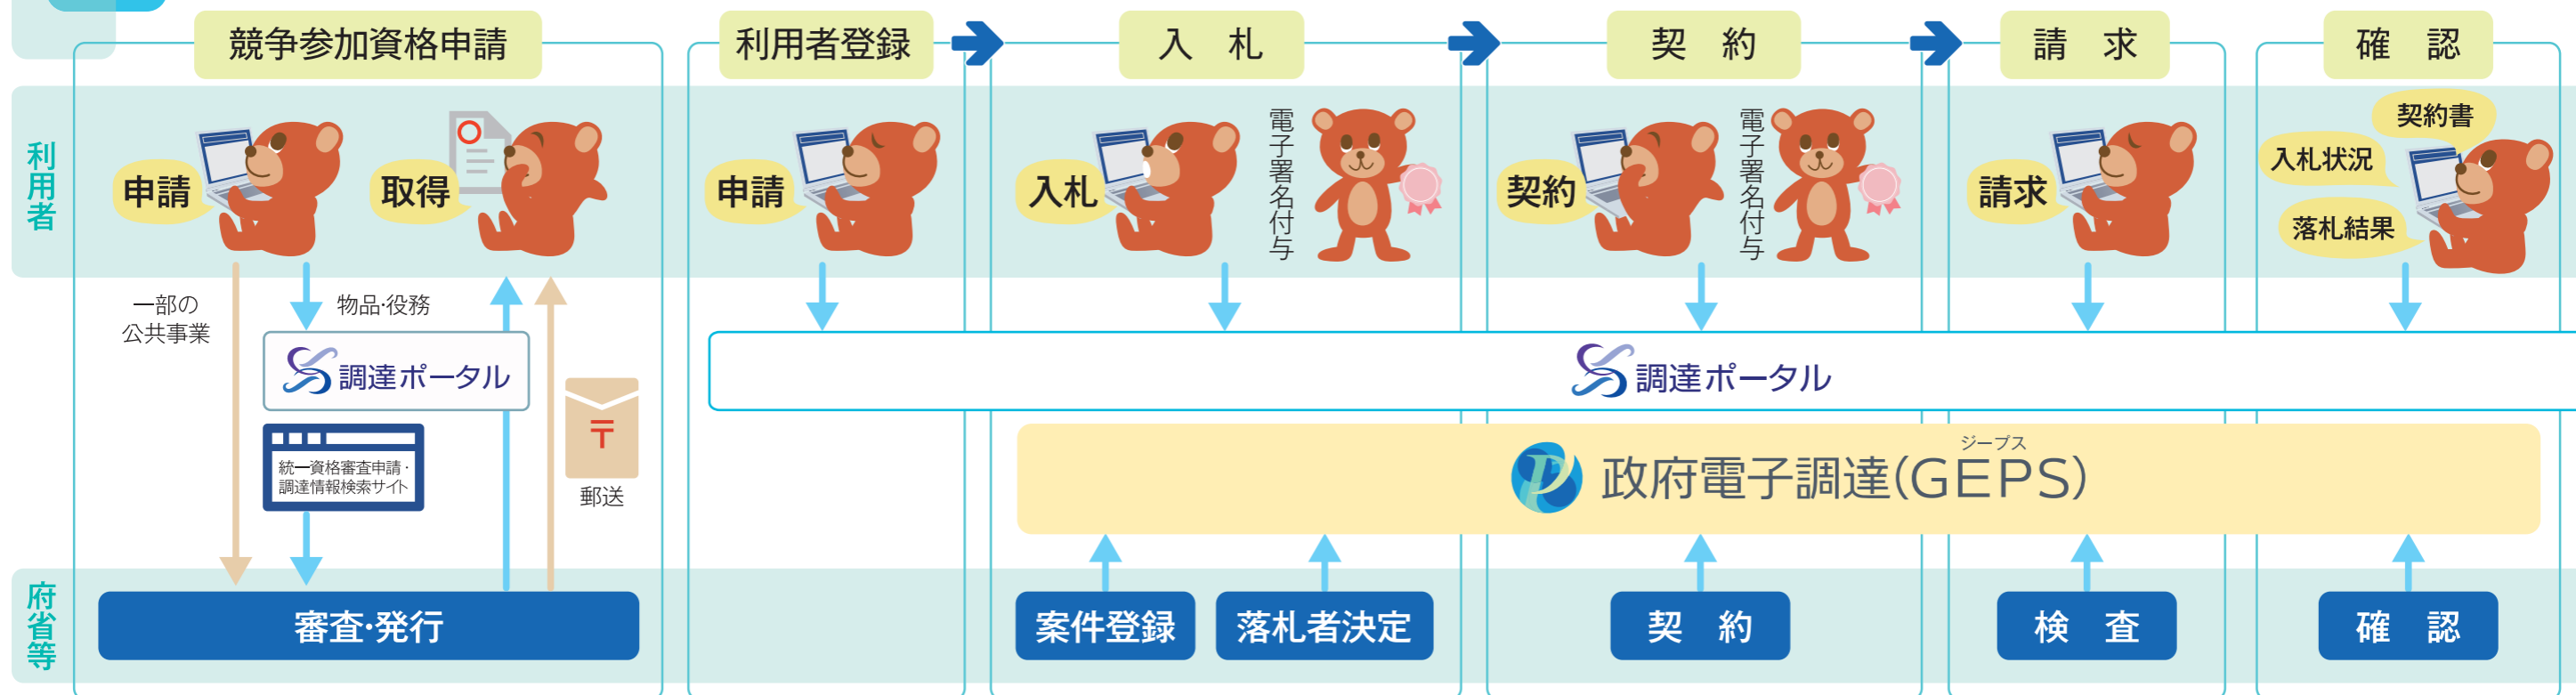 競争参加資格申請
利用者登録
入 札
契 約
請 求
確 認
利用者
申請
取得
申請
入札
電子署名付与
契約
電子署名付与
請求
契約書
入札状況
落札結果
一部の
公共事業
物品・役務
調達ポータル
調達ポータル
統一資格審査申請・
調達情報検索サイト
〒
郵送
ジープス
政府電子調達(GEPS)
府省等
審査・発行
案件登録
落札者決定
契 約
検 査
確 認